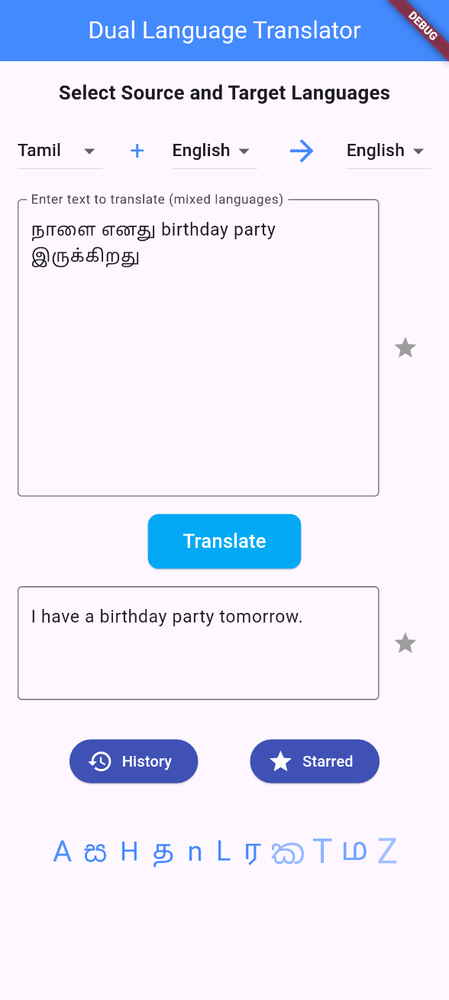 Dual Language Translator
DEBUG
Select Source and Target Languages
Tamil + English → English
Enter text to translate (mixed languages)
நாளை எனது birthday party
இருக்கிறது
Translate
I have a birthday party tomorrow.
History Starred
A ස H த n L ர ක T ம Z